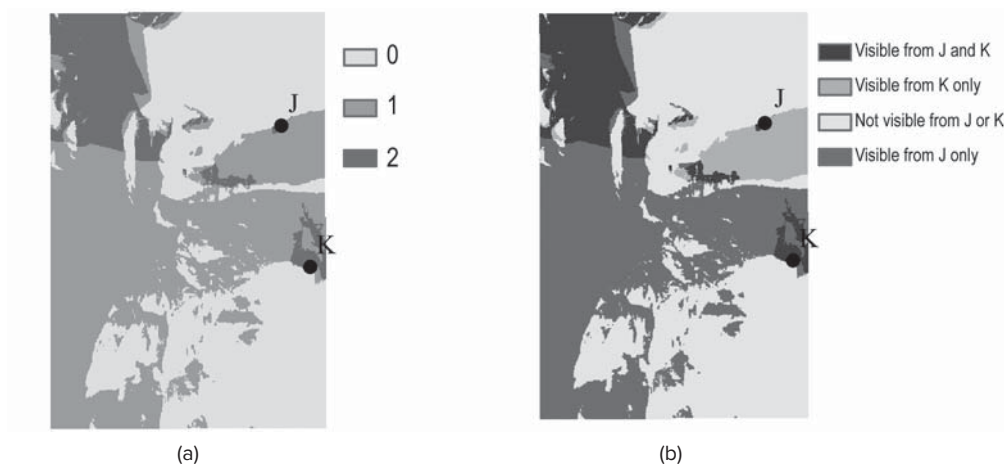 J
K
0
1
2
(a)
J
K
Visible from J and K
Visible from K only
Not visible from J or K
Visible from J only
(b)